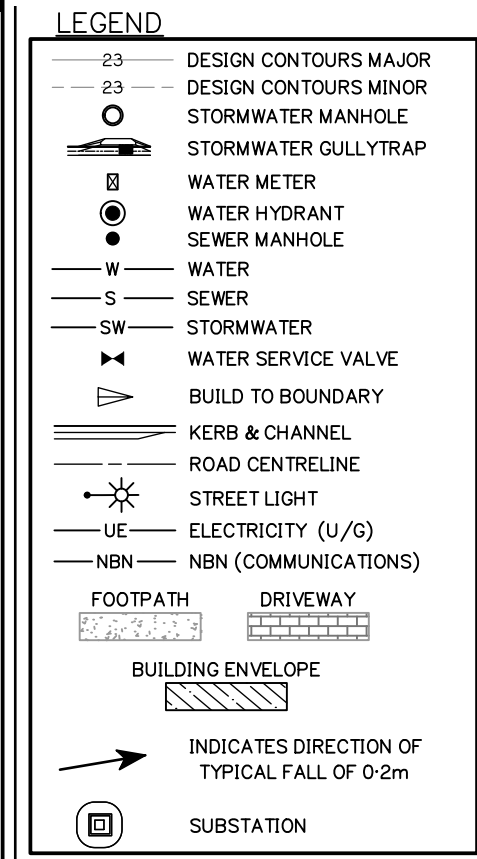 LEGEND
23 DESIGN CONTOURS MAJOR
23 DESIGN CONTOURS MINOR
STORMWATER MANHOLE
STORMWATER GULLYTRAP
WATER METER
WATER HYDRANT
SEWER MANHOLE
W WATER
S SEWER
SW STORMWATER
WATER SERVICE VALVE
BUILD TO BOUNDARY
KERB & CHANNEL
ROAD CENTRELINE
STREET LIGHT
UE ELECTRICITY (U/G)
NBN NBN (COMMUNICATIONS)
FOOTPATH DRIVEWAY
BUILDING ENVELOPE
INDICATES DIRECTION OF
TYPICAL FALL OF 0·2m
SUBSTATION